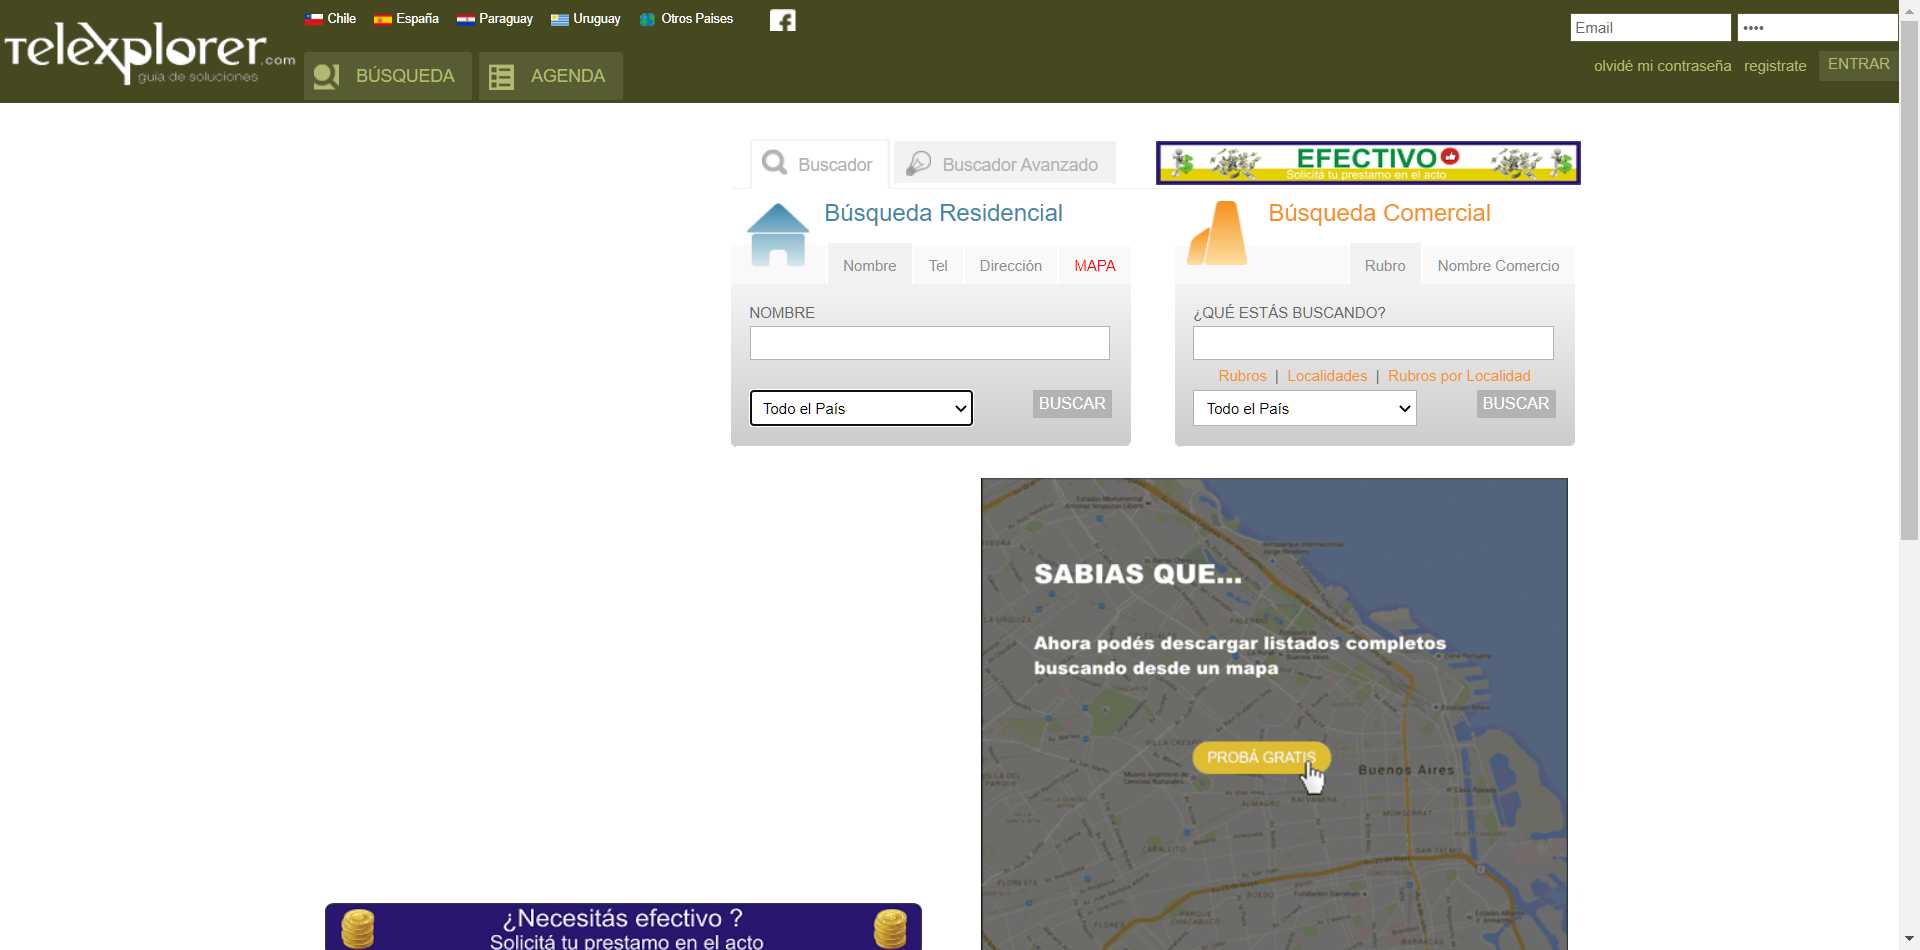 Telexplorer.com
guía de soluciones
Chile España Paraguay Uruguay Otros Paises
BÚSQUEDA AGENDA
Email ••••
olvidé mi contraseña registrate ENTRAR
Buscador Buscador Avanzado
EFECTIVO
Solicitá tu prestamo en el acto
Búsqueda Residencial
Nombre Tel Dirección MAPA
NOMBRE
Todo el País BUSCAR
Búsqueda Comercial
Rubro Nombre Comercio
¿QUÉ ESTÁS BUSCANDO?
Rubros | Localidades | Rubros por Localidad
Todo el País BUSCAR
SABIAS QUE...
Ahora podés descargar listados completos
buscando desde un mapa
PROBÁ GRATIS
Buenos Aires
¿Necesitás efectivo ?
Solicitá tu prestamo en el acto